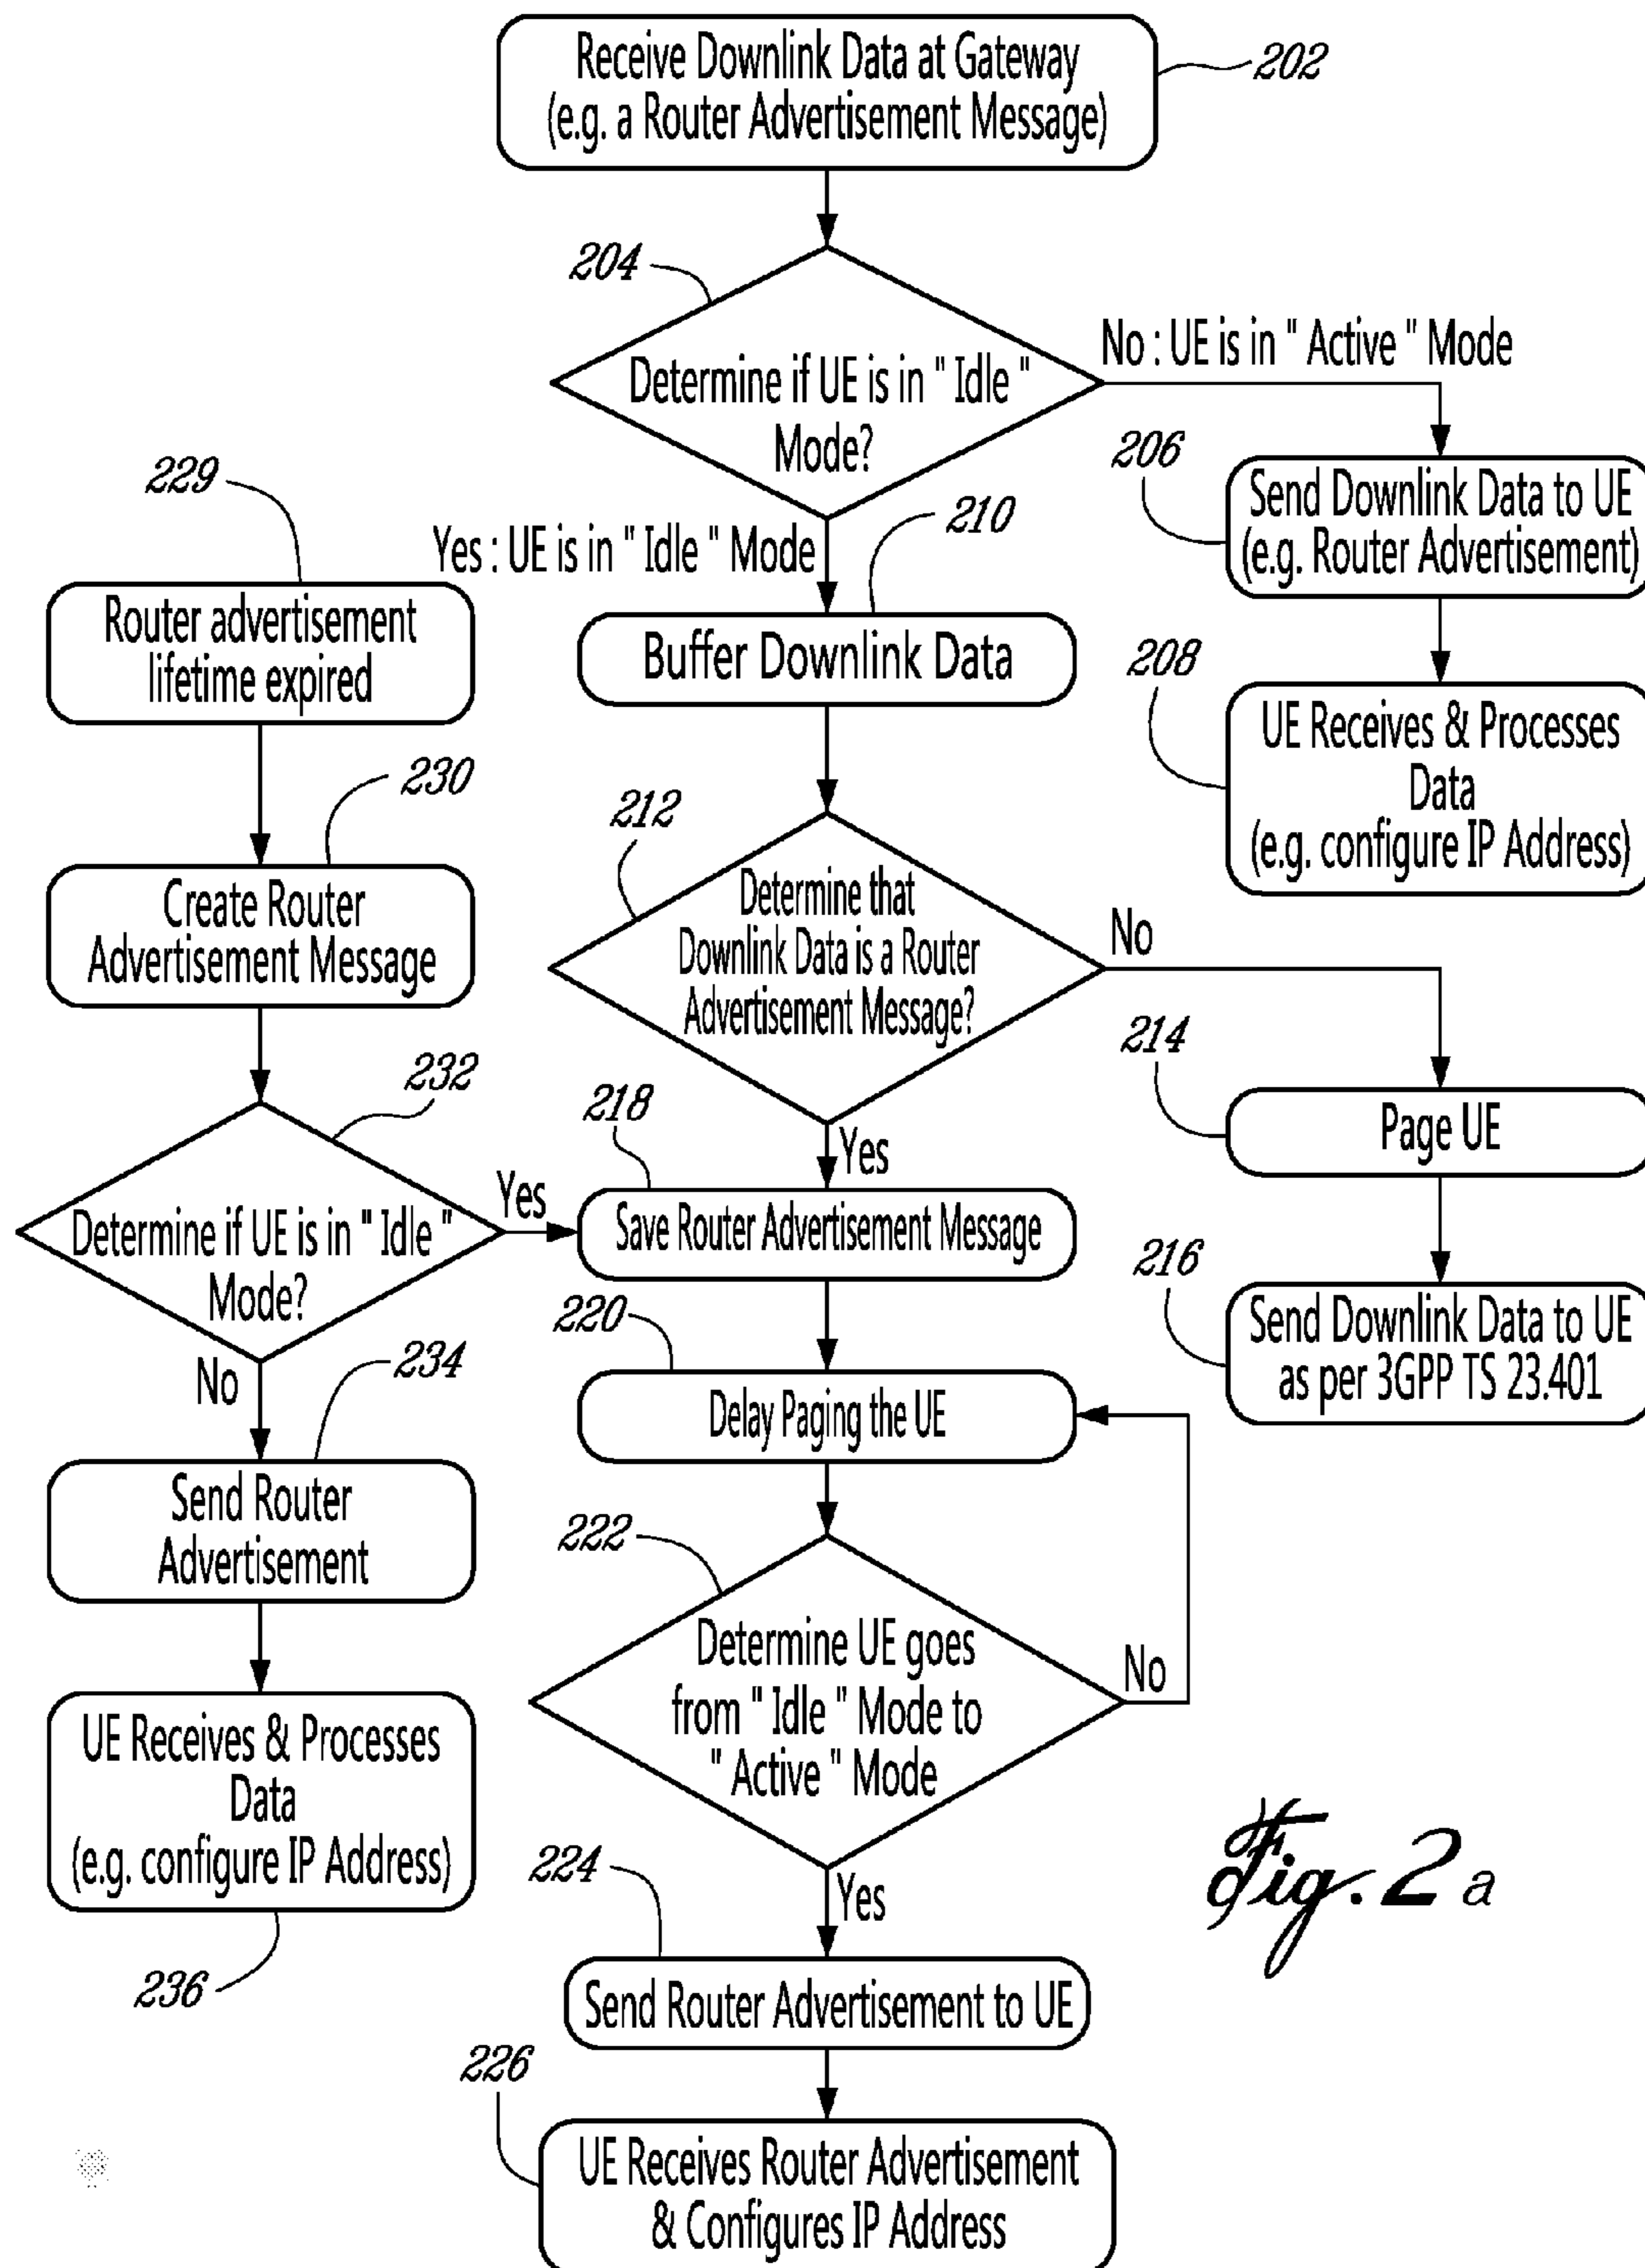 Receive Downlink Data at Gateway
(e.g. a Router Advertisement Message)
202
204
Determine if UE is in " Idle "
Mode?
No : UE is in " Active " Mode
206
Send Downlink Data to UE
(e.g. Router Advertisement)
208
UE Receives & Processes
Data
(e.g. configure IP Address)
Yes : UE is in " Idle " Mode
210
Buffer Downlink Data
212
Determine that
Downlink Data is a Router
Advertisement Message?
No
214
Page UE
216
Send Downlink Data to UE
as per 3GPP TS 23.401
229
Router advertisement
lifetime expired
230
Create Router
Advertisement Message
232
Determine if UE is in " Idle "
Mode?
Yes
No
234
Send Router
Advertisement
UE Receives & Processes
Data
(e.g. configure IP Address)
236
Yes
218
Save Router Advertisement Message
220
Delay Paging the UE
222
Determine UE goes
from " Idle " Mode to
" Active " Mode
No
Yes
224
Send Router Advertisement to UE
226
UE Receives Router Advertisement
& Configures IP Address
Fig. 2 a